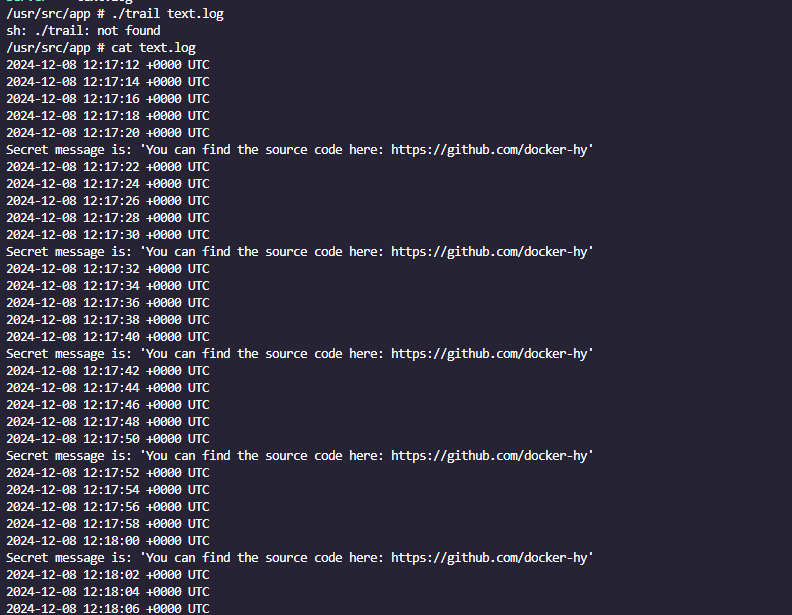 /usr/src/app # ./trail text.log
sh: ./trail: not found
/usr/src/app # cat text.log
2024-12-08 12:17:12 +0000 UTC
2024-12-08 12:17:14 +0000 UTC
2024-12-08 12:17:16 +0000 UTC
2024-12-08 12:17:18 +0000 UTC
2024-12-08 12:17:20 +0000 UTC
Secret message is: 'You can find the source code here: https://github.com/docker-hy'
2024-12-08 12:17:22 +0000 UTC
2024-12-08 12:17:24 +0000 UTC
2024-12-08 12:17:26 +0000 UTC
2024-12-08 12:17:28 +0000 UTC
2024-12-08 12:17:30 +0000 UTC
Secret message is: 'You can find the source code here: https://github.com/docker-hy'
2024-12-08 12:17:32 +0000 UTC
2024-12-08 12:17:34 +0000 UTC
2024-12-08 12:17:36 +0000 UTC
2024-12-08 12:17:38 +0000 UTC
2024-12-08 12:17:40 +0000 UTC
Secret message is: 'You can find the source code here: https://github.com/docker-hy'
2024-12-08 12:17:42 +0000 UTC
2024-12-08 12:17:44 +0000 UTC
2024-12-08 12:17:46 +0000 UTC
2024-12-08 12:17:48 +0000 UTC
2024-12-08 12:17:50 +0000 UTC
Secret message is: 'You can find the source code here: https://github.com/docker-hy'
2024-12-08 12:17:52 +0000 UTC
2024-12-08 12:17:54 +0000 UTC
2024-12-08 12:17:56 +0000 UTC
2024-12-08 12:17:58 +0000 UTC
2024-12-08 12:18:00 +0000 UTC
Secret message is: 'You can find the source code here: https://github.com/docker-hy'
2024-12-08 12:18:02 +0000 UTC
2024-12-08 12:18:04 +0000 UTC
2024-12-08 12:18:06 +0000 UTC